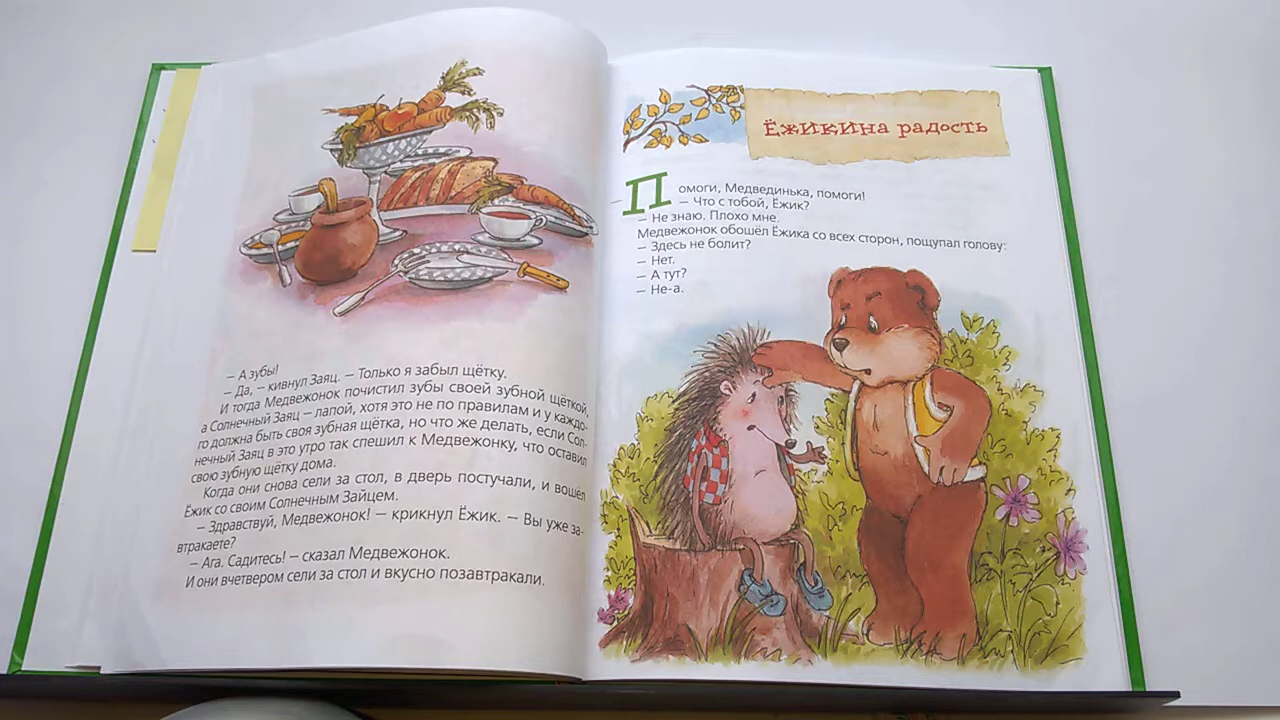 – А зубы!
– Да, – кивнул Заяц. – Только я забыл щётку.
И тогда Медвежонок почистил зубы своей зубной щёткой,
а Солнечный Заяц – лапой, хотя это не по правилам и у каждо-
го должна быть своя зубная щётка, но что же делать, если Сол-
нечный Заяц в это утро так спешил к Медвежонку, что оставил
свою зубную щётку дома.
Когда они снова сели за стол, в дверь постучали, и вошёл
Ёжик со своим Солнечным Зайцем.
– Здравствуй, Медвежонок! – крикнул Ёжик. – Вы уже за-
втракаете?
– Ага. Садитесь! – сказал Медвежонок.
И они вчетвером сели за стол и вкусно позавтракали.
Ёжикина радость
– Помоги, Медведюшка, помоги!
– Что с тобой, Ёжик?
– Не знаю. Плохо мне.
Медвежонок обошёл Ёжика со всех сторон, пощупал голову:
– Здесь не болит?
– Нет.
– А тут?
– Не-а.